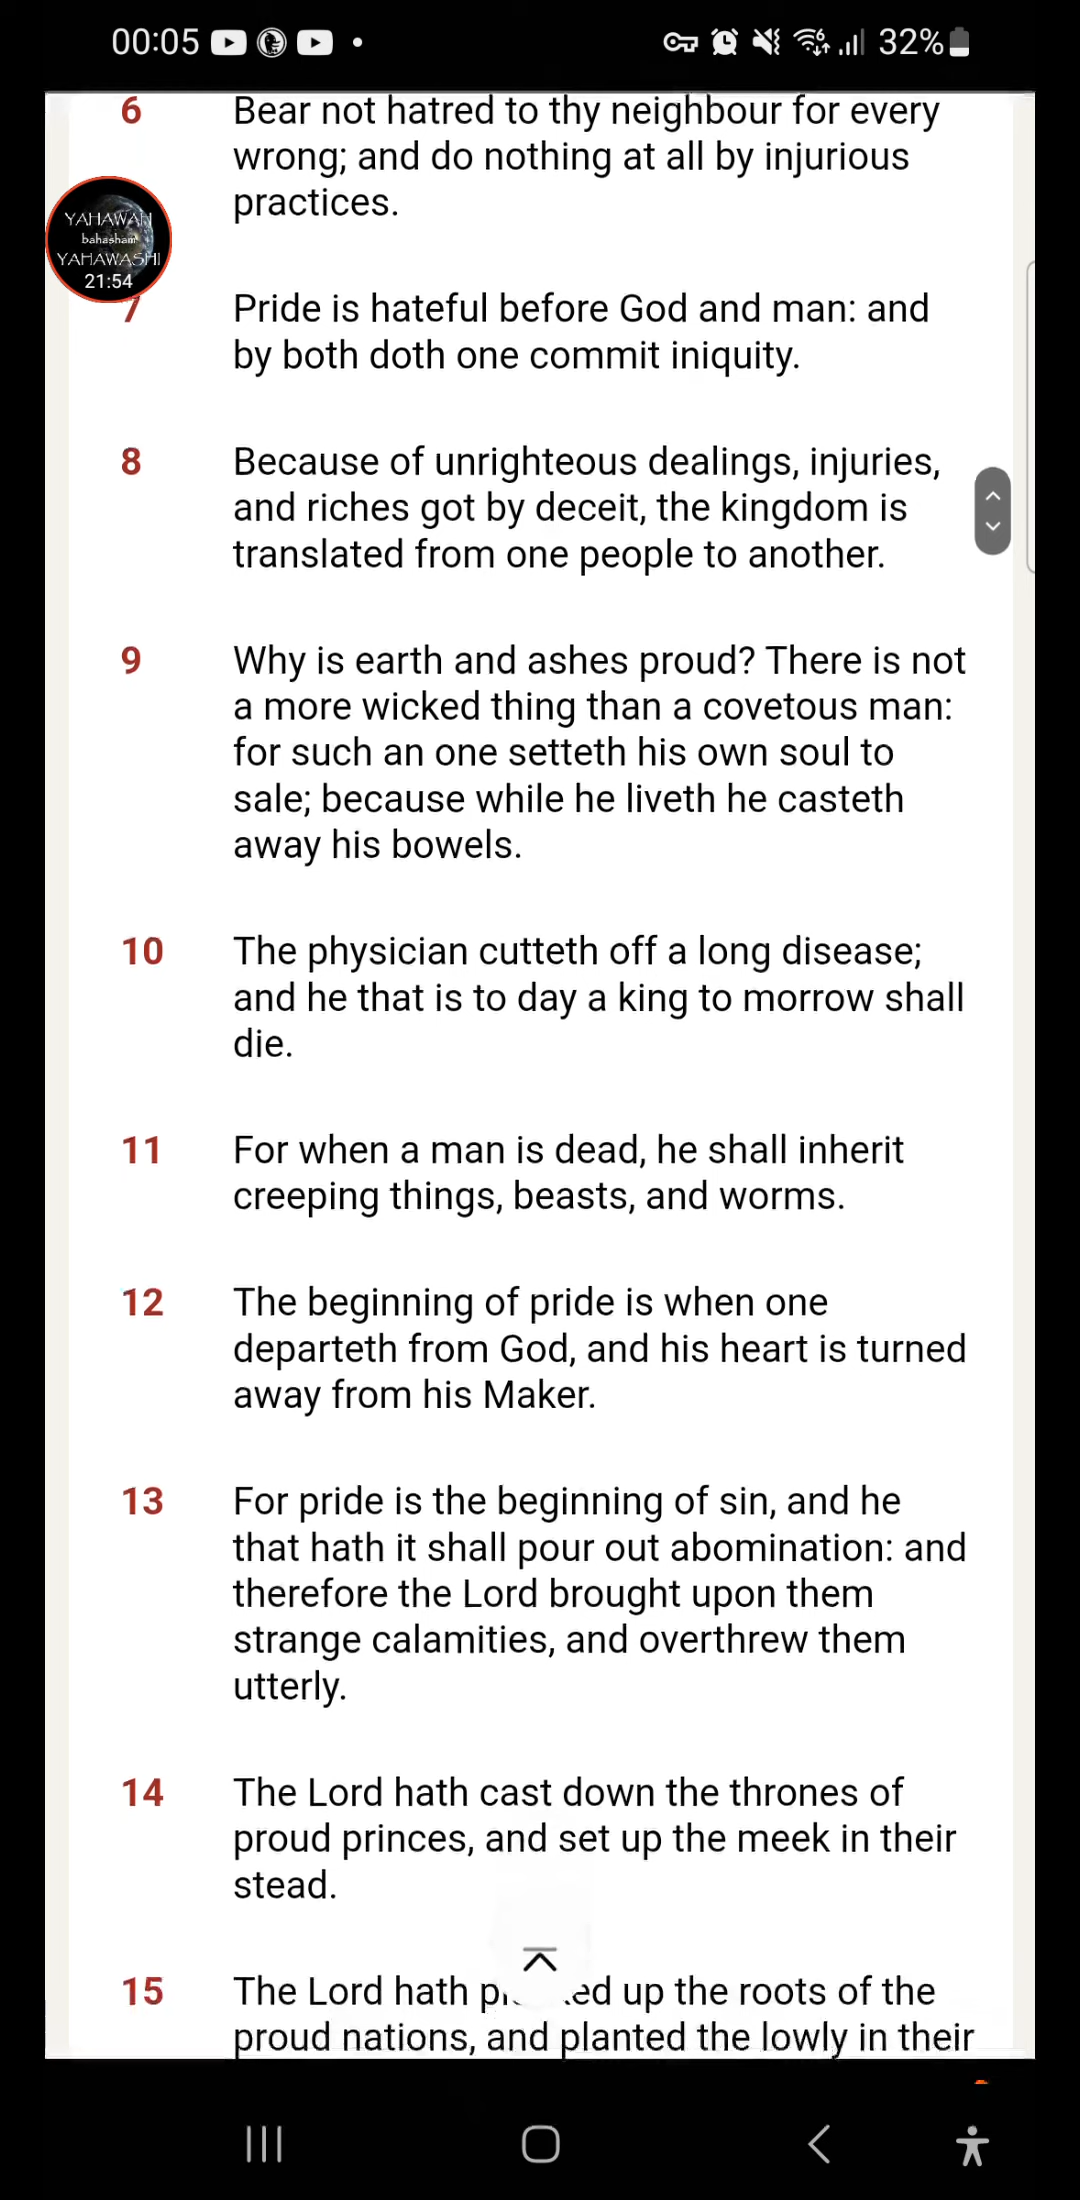 00:05
32%
6 Bear not hatred to thy neighbour for every
wrong; and do nothing at all by injurious
practices.
YAHAWAH
bahasham
YAHAWASHI
21:54
7 Pride is hateful before God and man: and
by both doth one commit iniquity.
8 Because of unrighteous dealings, injuries,
and riches got by deceit, the kingdom is
translated from one people to another.
9 Why is earth and ashes proud? There is not
a more wicked thing than a covetous man:
for such an one setteth his own soul to
sale; because while he liveth he casteth
away his bowels.
10 The physician cutteth off a long disease;
and he that is to day a king to morrow shall
die.
11 For when a man is dead, he shall inherit
creeping things, beasts, and worms.
12 The beginning of pride is when one
departeth from God, and his heart is turned
away from his Maker.
13 For pride is the beginning of sin, and he
that hath it shall pour out abomination: and
therefore the Lord brought upon them
strange calamities, and overthrew them
utterly.
14 The Lord hath cast down the thrones of
proud princes, and set up the meek in their
stead.
15 The Lord hath up the roots of the
proud nations, and planted the lowly in their